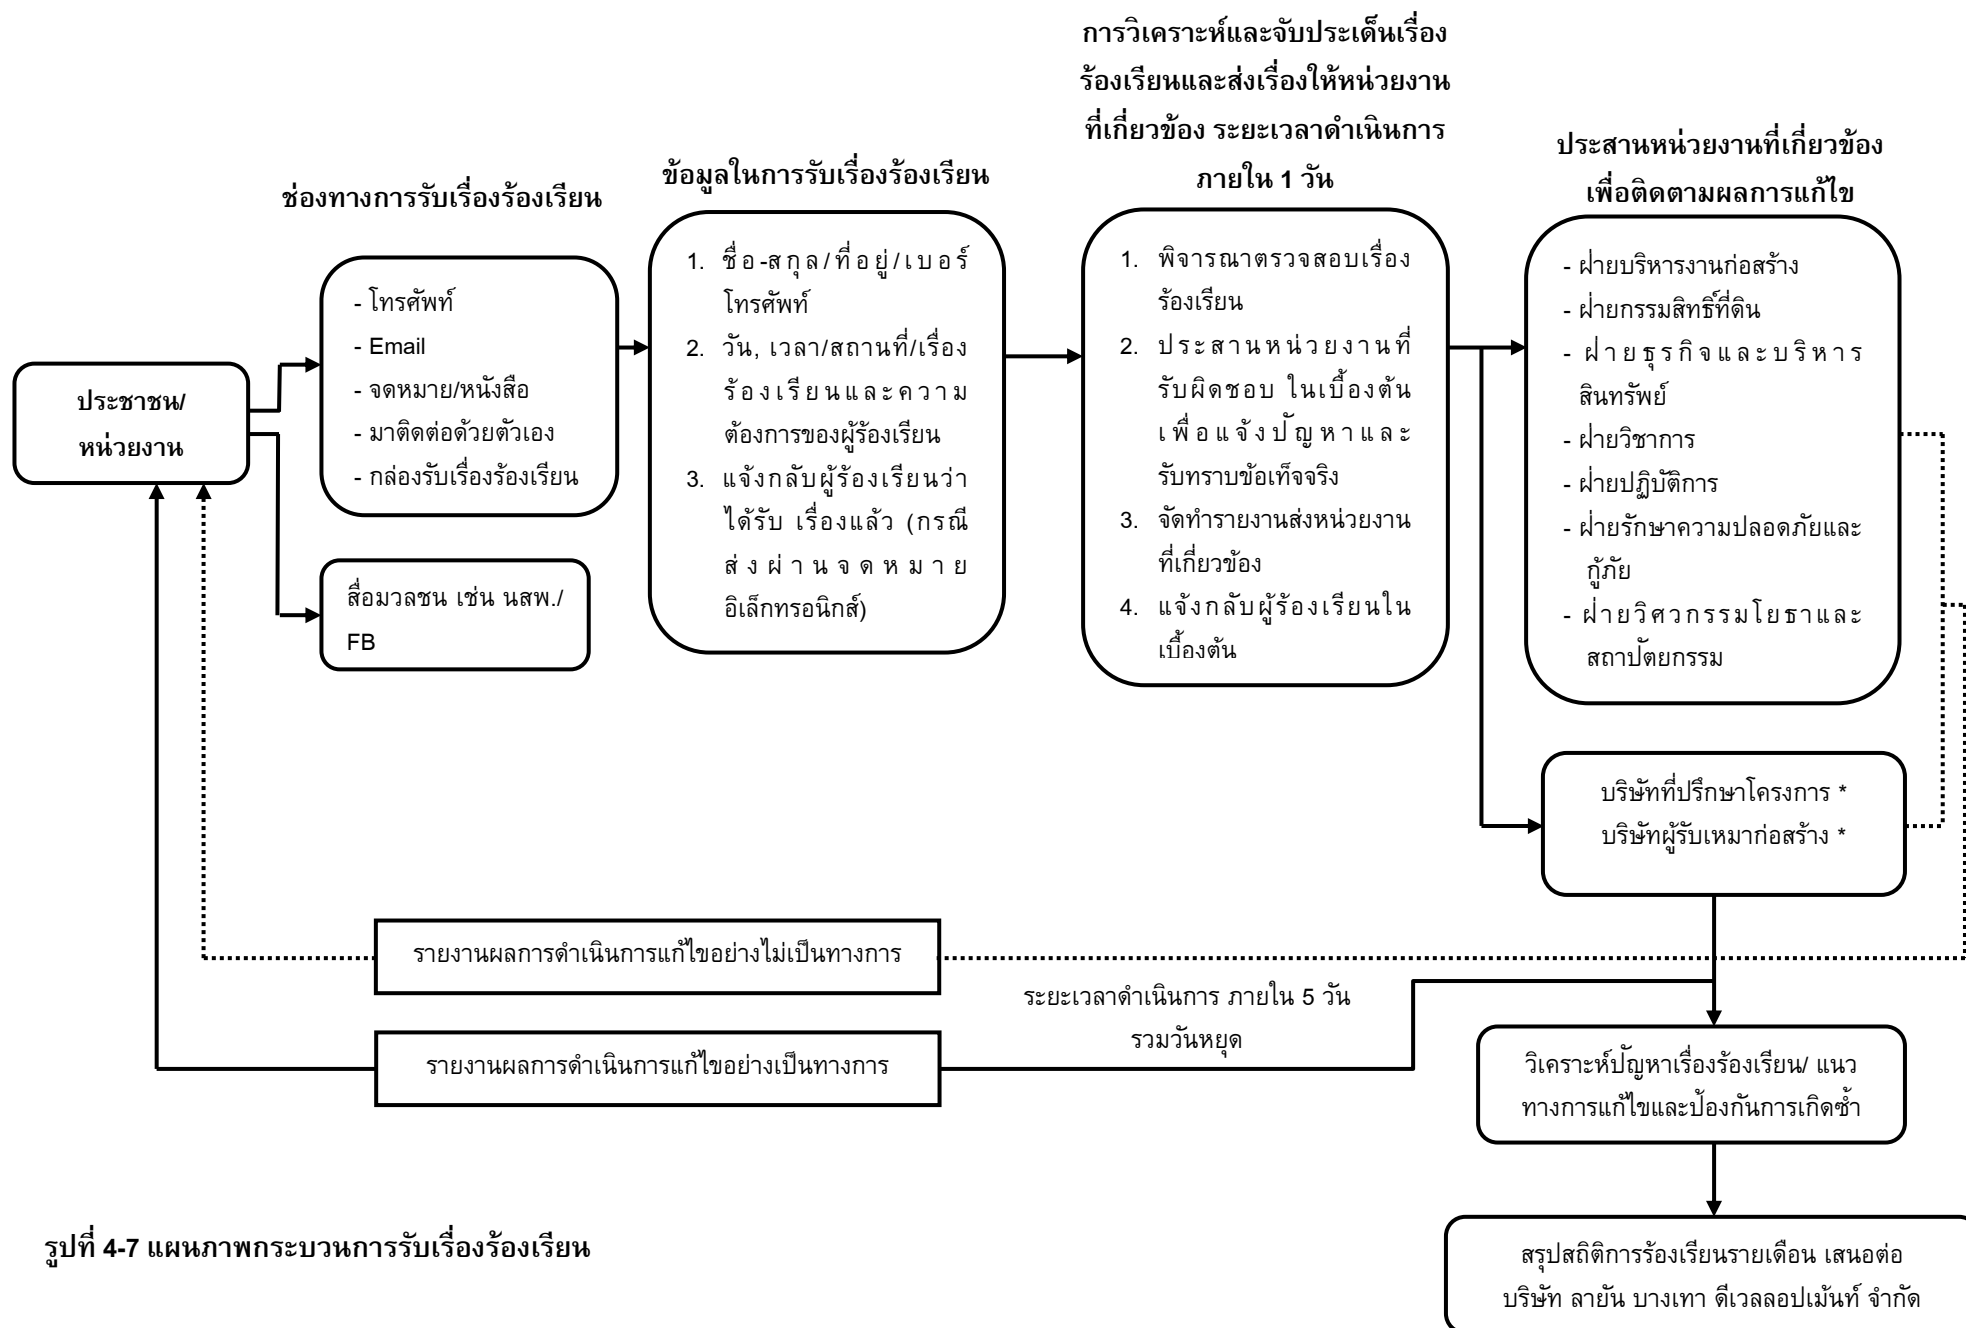 การวิเคราะห์และจับประเด็นเรื่อง
ร้องเรียนและส่งเรื่องให้หน่วยงาน
ที่เกี่ยวข้อง ระยะเวลาดำเนินการ
ภายใน 1 วัน
ประสานหน่วยงานที่เกี่ยวข้อง
เพื่อติดตามผลการแก้ไข
ข้อมูลในการรับเรื่องร้องเรียน
ช่องทางการรับเรื่องร้องเรียน
ประชาชน/
หน่วยงาน
- โทรศัพท์
- Email
- จดหมาย/หนังสือ
- มาติดต่อด้วยตัวเอง
- กล่องรับเรื่องร้องเรียน
สื่อมวลชน เช่น นสพ./
FB
1. ชื่อ-สกุล/ที่อยู่/เบอร์
โทรศัพท์
2. วัน, เวลา/สถานที่/เรื่อง
ร้องเรียนและความ
ต้องการของผู้ร้องเรียน
3. แจ้งกลับผู้ร้องเรียนว่า
ได้รับ เรื่องแล้ว (กรณี
ส่งผ่านจดหมาย
อิเล็กทรอนิกส์)
1. พิจารณาตรวจสอบเรื่อง
ร้องเรียน
2. ประสานหน่วยงานที่
รับผิดชอบ ในเบื้องต้น
เพื่อแจ้งปัญหาและ
รับทราบข้อเท็จจริง
3. จัดทำรายงานส่งหน่วยงาน
ที่เกี่ยวข้อง
4. แจ้งกลับผู้ร้องเรียนใน
เบื้องต้น
- ฝ่ายบริหารงานก่อสร้าง
- ฝ่ายกรรมสิทธิ์ที่ดิน
- ฝ่ายธุรกิจและบริหาร
สินทรัพย์
- ฝ่ายวิชาการ
- ฝ่ายปฏิบัติการ
- ฝ่ายรักษาความปลอดภัยและ
กู้ภัย
- ฝ่ายวิศวกรรมโยธาและ
สถาปัตยกรรม
บริษัทที่ปรึกษาโครงการ *
บริษัทผู้รับเหมาก่อสร้าง *
รายงานผลการดำเนินการแก้ไขอย่างไม่เป็นทางการ
ระยะเวลาดำเนินการ ภายใน 5 วัน
รวมวันหยุด
รายงานผลการดำเนินการแก้ไขอย่างเป็นทางการ
วิเคราะห์ปัญหาเรื่องร้องเรียน/ แนว
ทางการแก้ไขและป้องกันการเกิดซ้ำ
สรุปสถิติการร้องเรียนรายเดือน เสนอต่อ
บริษัท ลายัน บางเทา ดีเวลลอปเม้นท์ จำกัด
รูปที่ 4-7 แผนภาพกระบวนการรับเรื่องร้องเรียน